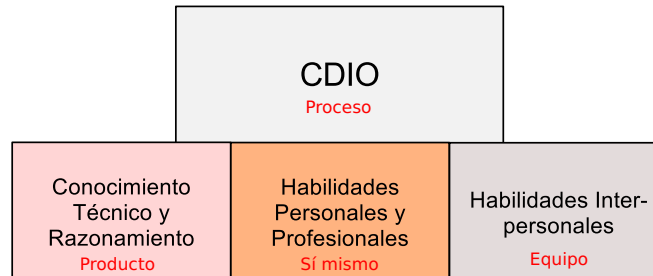 CDIO
Proceso
Conocimiento
Técnico y
Razonamiento
Producto
Habilidades
Personales y
Profesionales
Sí mismo
Habilidades Inter-
personales
Equipo